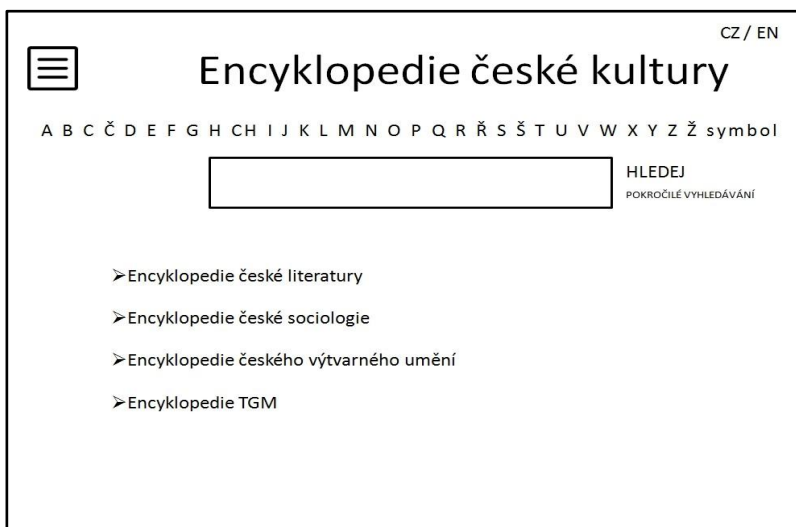 CZ / EN
Encyklopedie české kultury
A B C Č D E F G H CH I J K L M N O P Q R Ř S Š T U V W X Y Z Ž symbol
HLEDEJ
POKROČILÉ VYHLEDÁVÁNÍ
➢Encyklopedie české literatury
➢Encyklopedie české sociologie
➢Encyklopedie českého výtvarného umění
➢Encyklopedie TGM